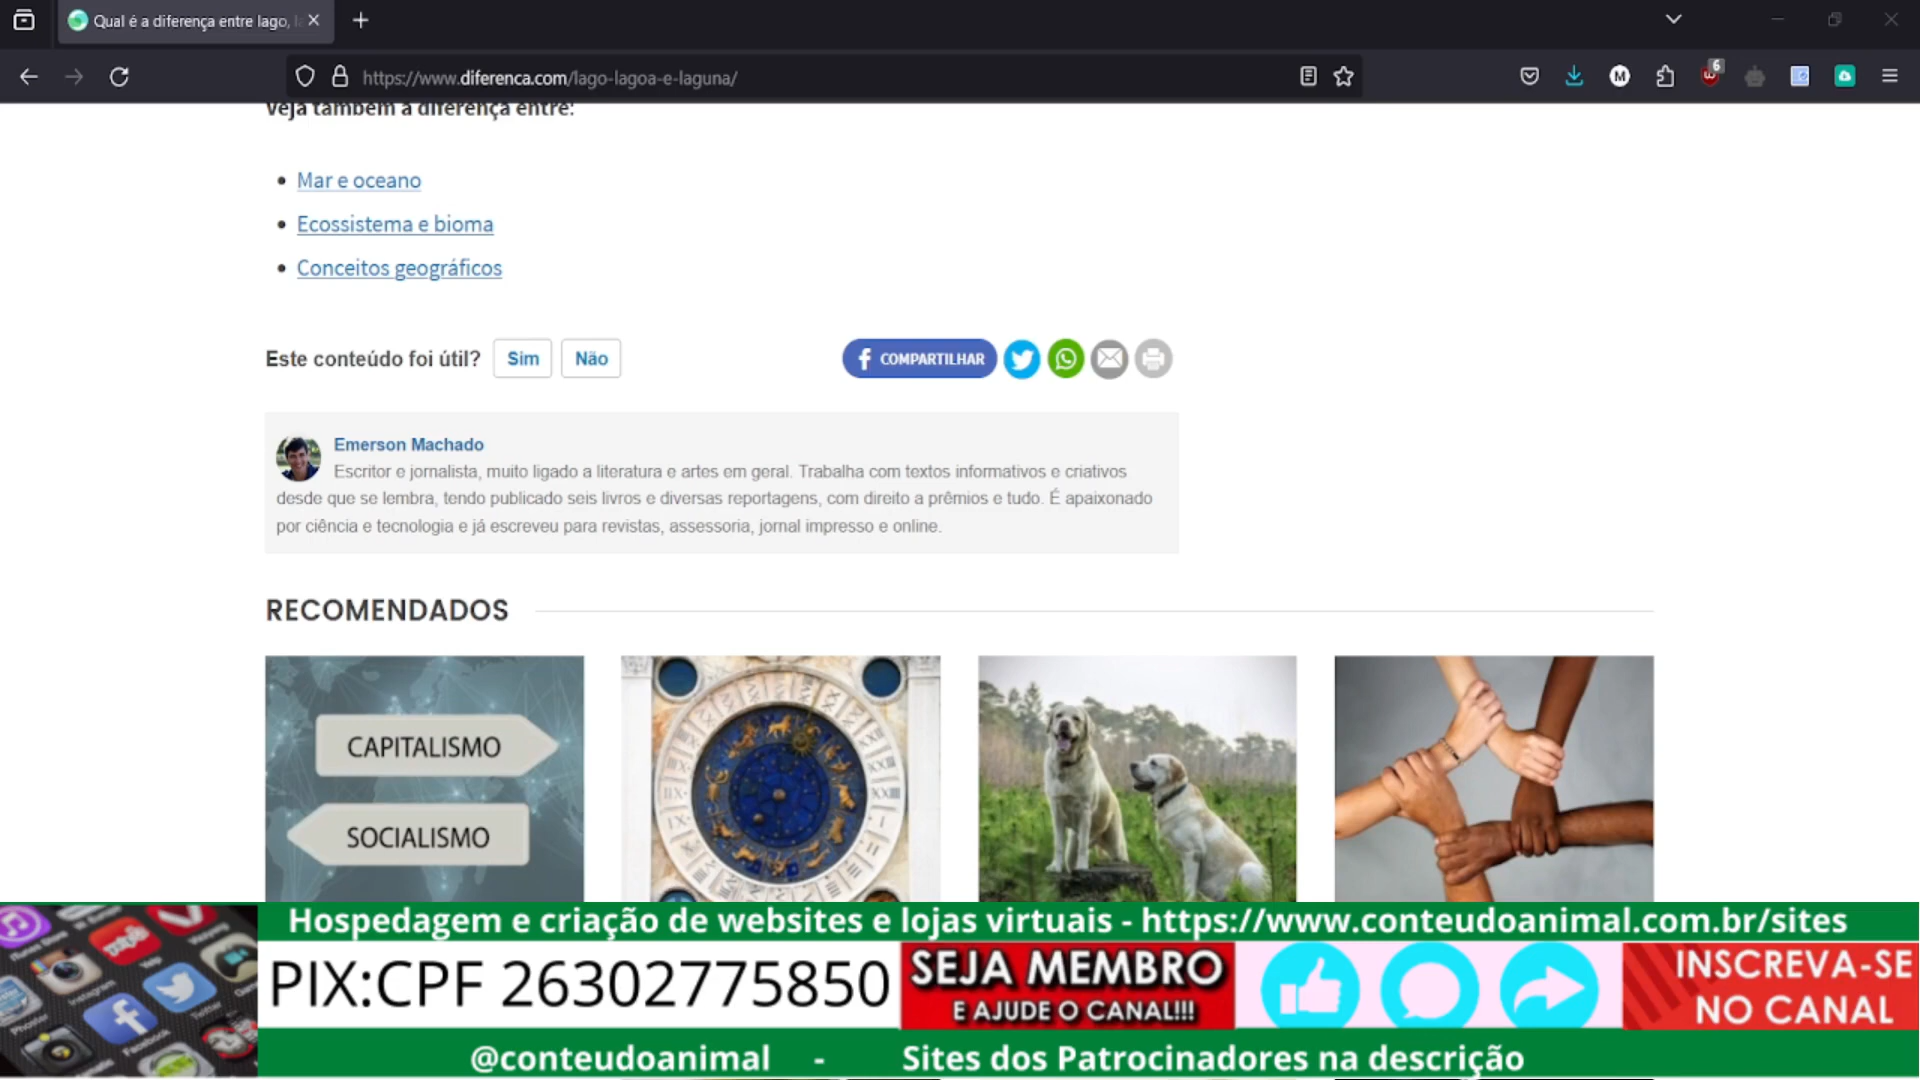 Qual é a diferença entre lago, l
https://www.diferenca.com/lago-lagoa-e-laguna/
6
Veja também a diferença entre:
Mar e oceano
Ecossistema e bioma
Conceitos geográficos
Este conteúdo foi útil? Sim Não
COMPARTILHAR
Emerson Machado
Escritor e jornalista, muito ligado a literatura e artes em geral. Trabalha com textos informativos e criativos
desde que se lembra, tendo publicado seis livros e diversas reportagens, com direito a prêmios e tudo. É apaixonado
por ciência e tecnologia e já escreveu para revistas, assessoria, jornal impresso e online.
RECOMENDADOS
CAPITALISMO
SOCIALISMO
Hospedagem e criação de websites e lojas virtuais - https://www.conteudoanimal.com.br/sites
PIX:CPF 26302775850
SEJA MEMBRO
E AJUDE O CANAL!!!
INSCREVA-SE
NO CANAL
Instagram
Facebook
Twitter
@conteudoanimal - Sites dos Patrocinadores na descrição